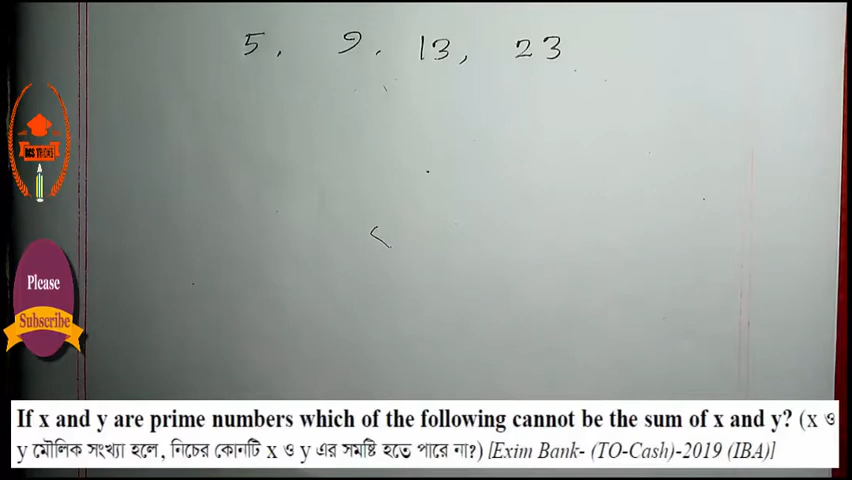 5, 9, 13, 23
Please
Subscribe
If x and y are prime numbers which of the following cannot be the sum of x and y? (x ও
y মৌলিক সংখ্যা হলে, নিচের কোনটি x ও y এর সমষ্টি হতে পারে না?) [Exim Bank- (TO-Cash)-2019 (IBA)]